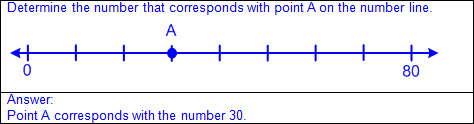 Determine the number that corresponds with point A on the number line.
A
0 80
Answer:
Point A corresponds with the number 30.